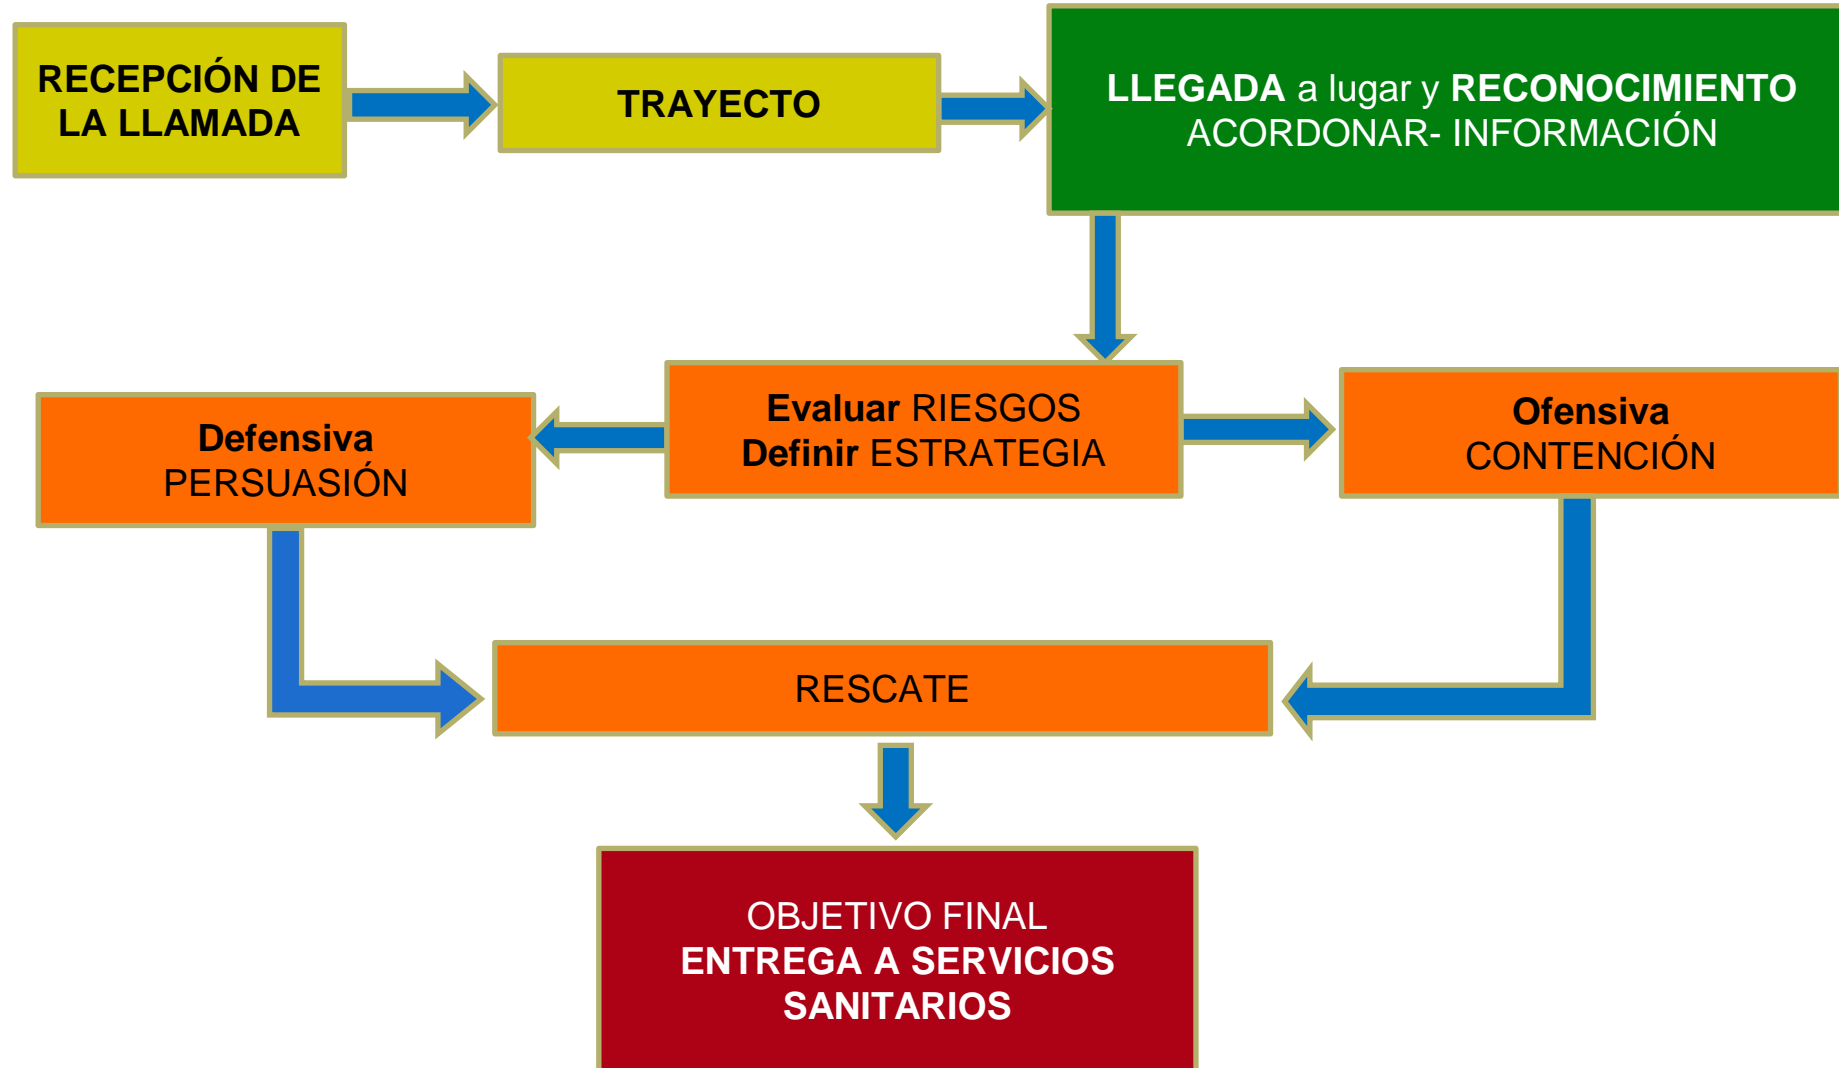 RECEPCIÓN DE
LA LLAMADA
TRAYECTO
LLEGADA a lugar y RECONOCIMIENTO
ACORDONAR- INFORMACIÓN
Defensiva
PERSUASIÓN
Evaluar RIESGOS
Definir ESTRATEGIA
Ofensiva
CONTENCIÓN
RESCATE
OBJETIVO FINAL
ENTREGA A SERVICIOS
SANITARIOS